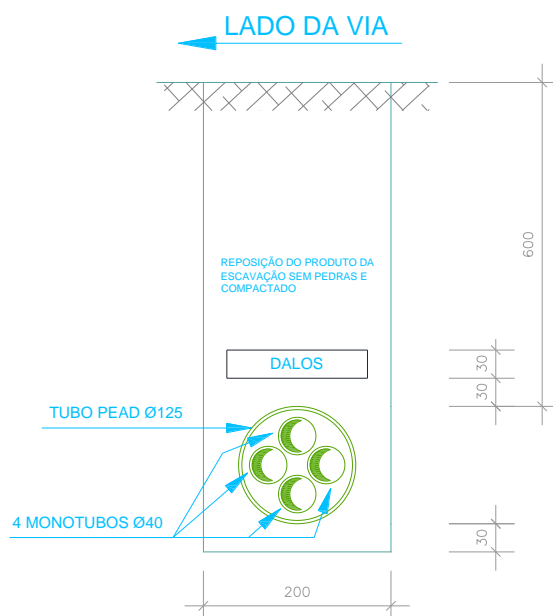 LADO DA VIA
REPOSIÇÃO DO PRODUTO DA
ESCAVAÇÃO SEM PEDRAS E
COMPACTADO
600
DALOS
30
30
TUBO PEAD Ø125
4 MONOTUBOS Ø40
30
200